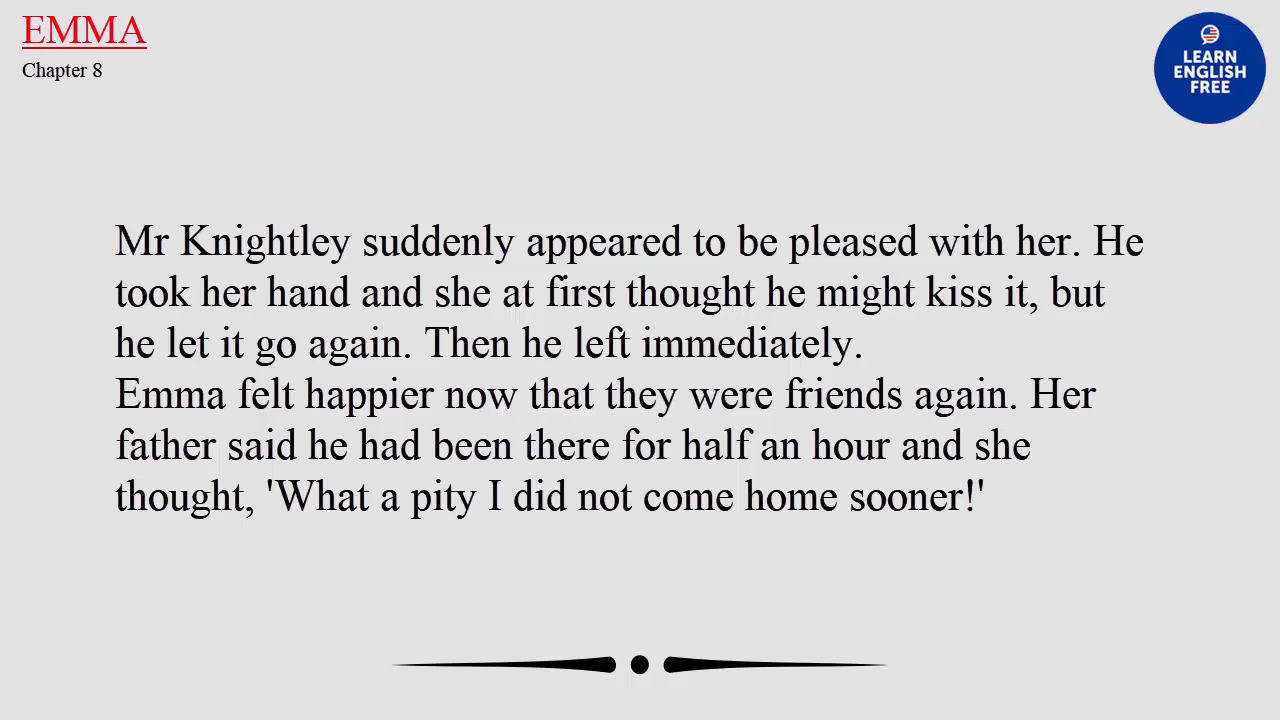 EMMA
Chapter 8
LEARN
ENGLISH
FREE
Mr Knightley suddenly appeared to be pleased with her. He
took her hand and she at first thought he might kiss it, but
he let it go again. Then he left immediately.
Emma felt happier now that they were friends again. Her
father said he had been there for half an hour and she
thought, 'What a pity I did not come home sooner!'